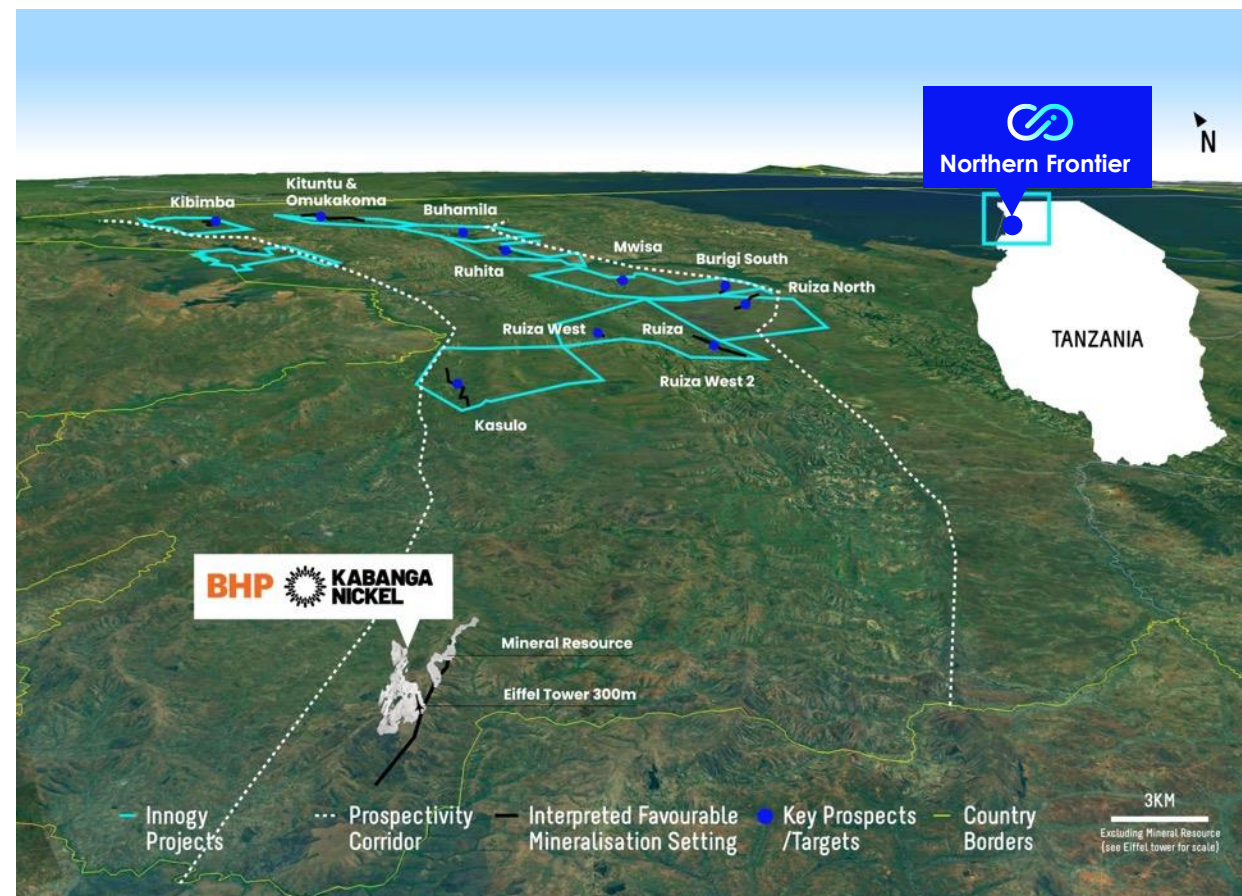 Northern Frontier
N
Kibimba
Kituntu &
Omukakoma
Buhamila
Ruhita
Mwisa
Burigi South
Ruiza North
Ruiza West
Ruiza
Ruiza West 2
Kasulo
TANZANIA
BHP
KABANGA
NICKEL
Mineral Resource
Eiffel Tower 300m
Innogy
Projects
Prospectivity
Corridor
Interpreted Favourable
Mineralisation Setting
Key Prospects
/Targets
Country
Borders
3KM
Excluding Mineral Resource
(see Eiffel tower for scale)